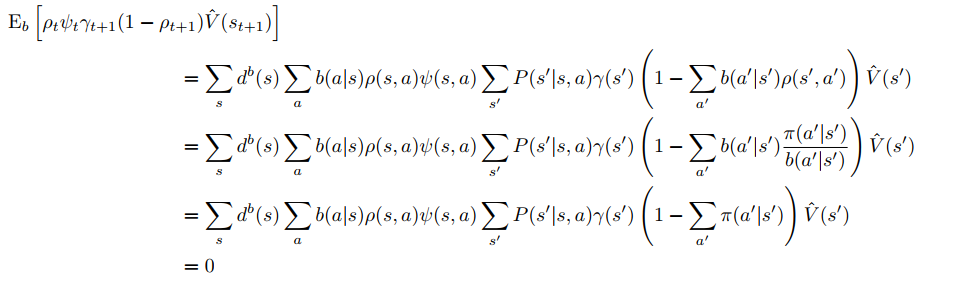 E_b [ρ_t ψ_t γ_{t+1} (1 − ρ_{t+1}) V̂(s_{t+1})]
= ∑_s d^b(s) ∑_a b(a|s)ρ(s, a)ψ(s, a) ∑_{s′} P(s′|s, a)γ(s′) (1 − ∑_{a′} b(a′|s′)ρ(s′, a′)) V̂(s′)
= ∑_s d^b(s) ∑_a b(a|s)ρ(s, a)ψ(s, a) ∑_{s′} P(s′|s, a)γ(s′) (1 − ∑_{a′} b(a′|s′) π(a′|s′)/b(a′|s′)) V̂(s′)
= ∑_s d^b(s) ∑_a b(a|s)ρ(s, a)ψ(s, a) ∑_{s′} P(s′|s, a)γ(s′) (1 − ∑_{a′} π(a′|s′)) V̂(s′)
= 0